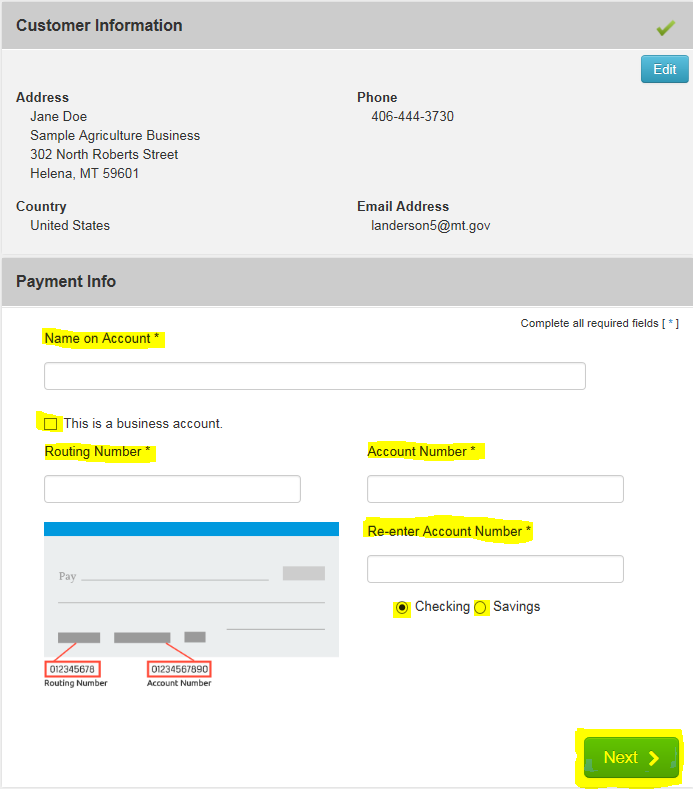 Customer Information
Edit
Address
Phone
Jane Doe
406-444-3730
Sample Agriculture Business
302 North Roberts Street
Helena, MT 59601
Country
Email Address
United States
landerson5@mt.gov
Payment Info
Complete all required fields [ * ]
Name on Account *
This is a business account.
Routing Number *
Account Number *
Re-enter Account Number *
Pay
Checking
Savings
012345678
01234567890
Routing Number
Account Number
Next